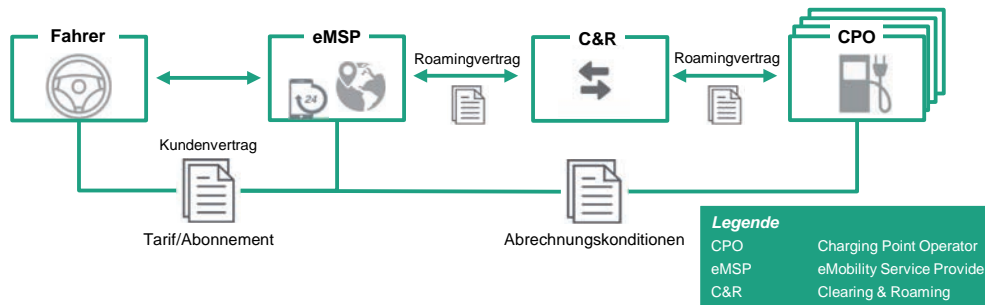 Fahrer
eMSP
C&R
CPO
Roamingvertrag
Roamingvertrag
24
Kundenvertrag
Tarif/Abonnement
Abrechnungskonditionen
Legende
CPO Charging Point Operator
eMSP eMobility Service Provide
C&R Clearing & Roaming